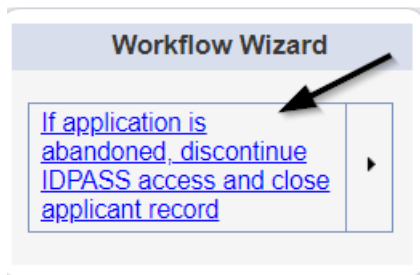 Workflow Wizard
If application is
abandoned, discontinue
IDPASS access and close
applicant record